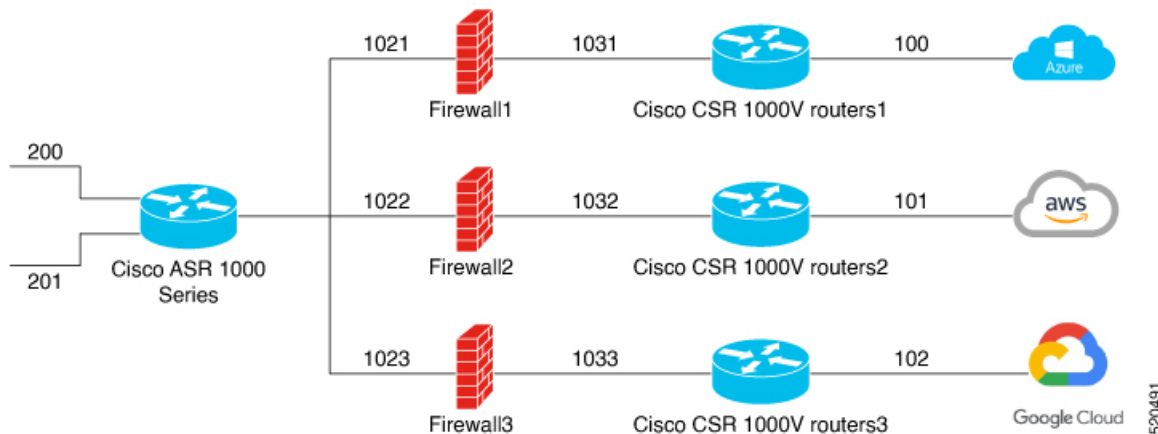 1021
1031
100
Azure
Firewall1
Cisco CSR 1000V routers1
200
1022
1032
101
aws
201
Cisco ASR 1000
Series
Firewall2
Cisco CSR 1000V routers2
1023
1033
102
Firewall3
Cisco CSR 1000V routers3
Google Cloud
520491